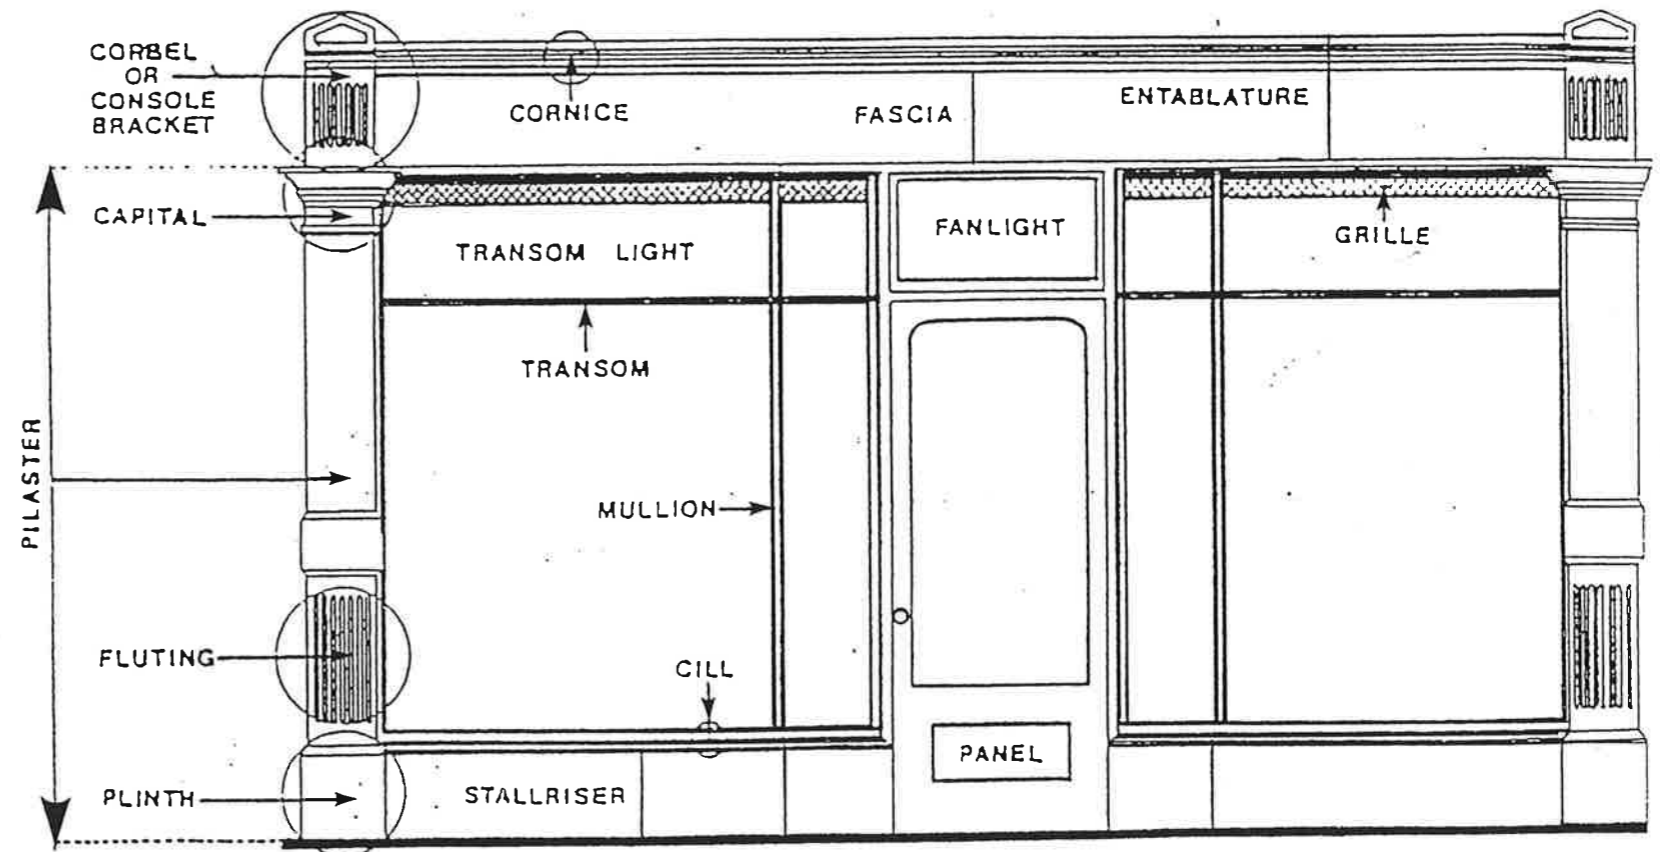 CORBEL
OR
CONSOLE
BRACKET
CORNICE
FASCIA
ENTABLATURE
CAPITAL
TRANSOM LIGHT
FANLIGHT
GRILLE
TRANSOM
PILASTER
MULLION
FLUTING
CILL
PANEL
PLINTH
STALLRISER